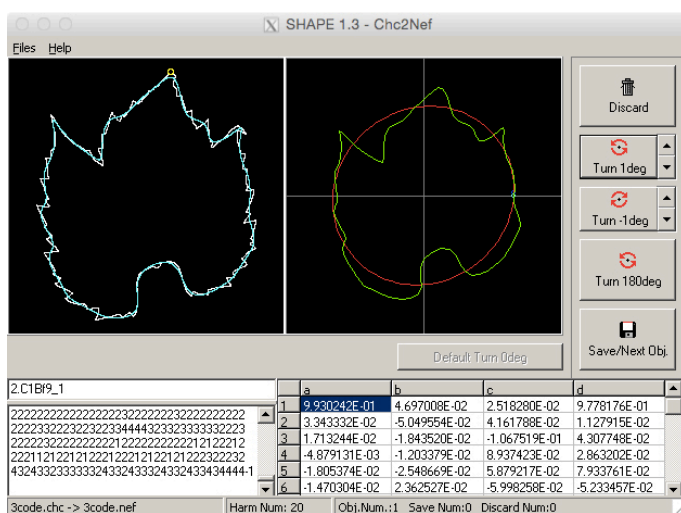 SHAPE 1.3 - Chc2Nef
Files Help
Discard
Turn 1deg
Turn -1deg
Turn 180deg
Default Turn 0deg
Save/Next Obj.
2.C1Bf9_1
2222222222222222232222222232222222222
2222332223223223233444432332333332223
2222232222222222212222222222212122212
2221112212122122212212122121222322232
4324332333333243324333243324334344444-1
a b c d
1 9.930242E-01 4.697008E-02 2.518280E-02 9.778176E-01
2 3.343332E-02 -5.049554E-02 4.161788E-02 1.127915E-02
3 1.713244E-02 -1.843520E-02 -1.067519E-01 4.307748E-02
4 -4.879131E-03 -1.203379E-02 8.937423E-02 2.863202E-02
5 -1.805374E-02 -2.548669E-02 5.879217E-02 7.933761E-02
6 -1.470304E-02 2.362527E-02 -5.998258E-02 -5.233457E-02
3code.chc -> 3code.nef Harm Num: 20 Obj.Num.:1 Save Num:0 Discard Num:0